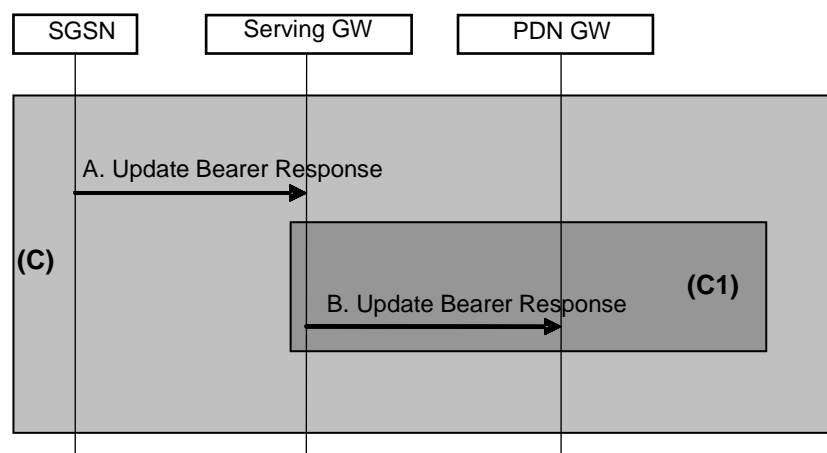 SGSN
Serving GW
PDN GW
A. Update Bearer Response
(C)
(C1)
B. Update Bearer Response